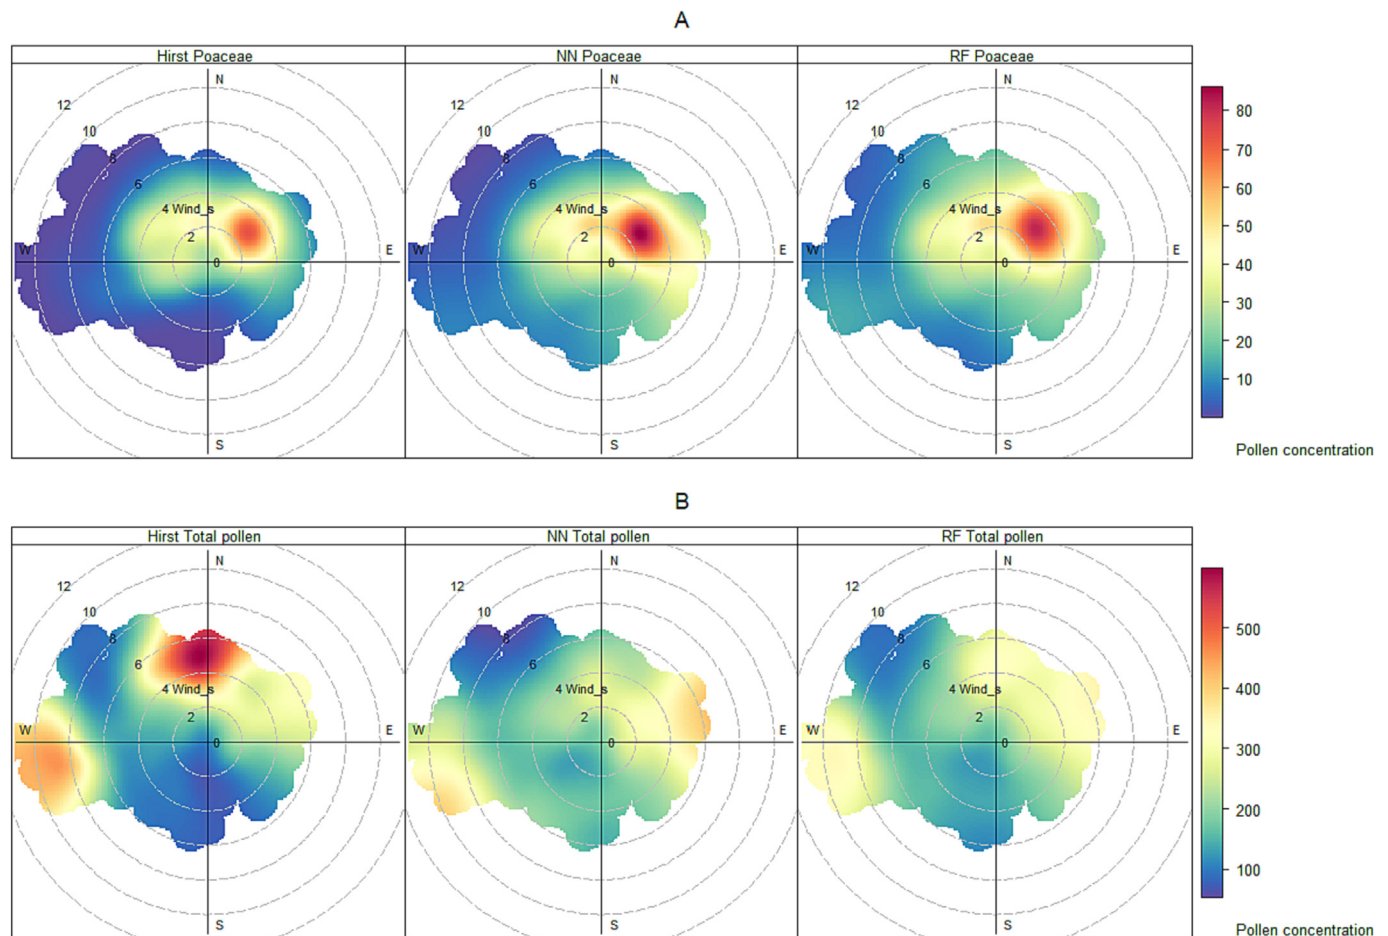 A
Hirst Poaceae
NN Poaceae
RF Poaceae
N
12
10
8
6
4 Wind_s
2
0
W
E
S
N
12
10
8
6
4 Wind_s
2
0
W
E
S
N
12
10
8
6
4 Wind_s
2
0
W
E
S
80
70
60
50
40
30
20
10
Pollen concentration
B
Hirst Total pollen
NN Total pollen
RF Total pollen
N
12
10
8
6
4 Wind_s
2
0
W
E
S
N
12
10
8
6
4 Wind_s
2
0
W
E
S
N
12
10
8
6
4 Wind_s
2
0
W
E
S
500
400
300
200
100
Pollen concentration